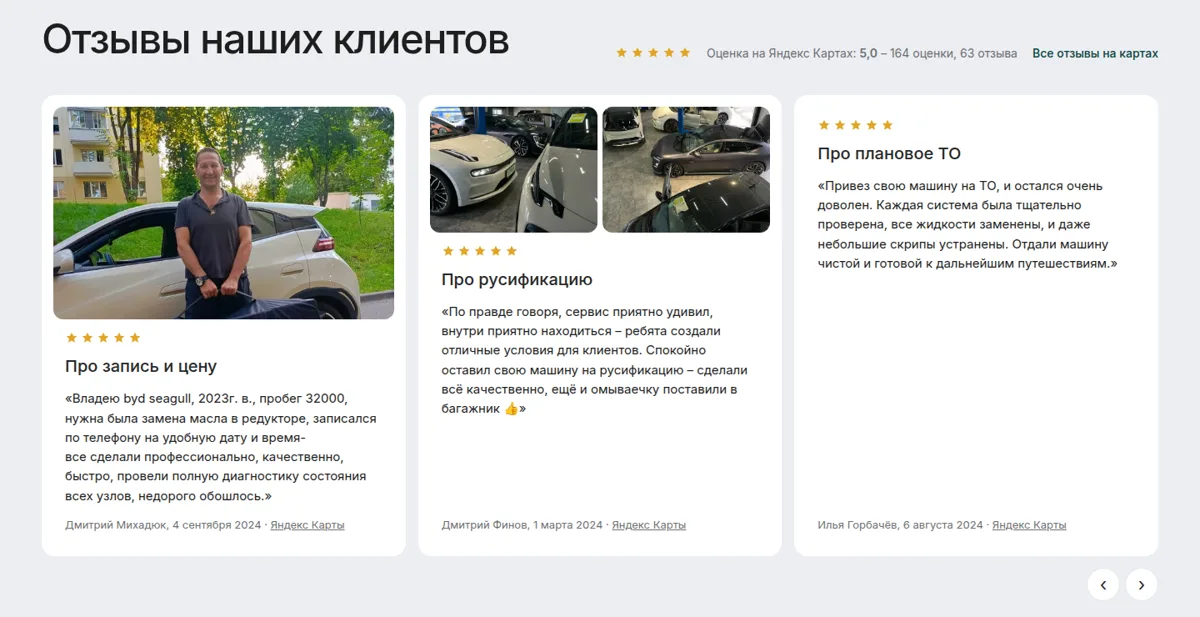 Отзывы наших клиентов
Оценка на Яндекс Картах: 5,0 – 164 оценки, 63 отзыва
Все отзывы на картах
Про запись и цену
«Владею byd seagull, 2023г. в., пробег 32000,
нужна была замена масла в редукторе, записался
по телефону на удобную дату и время-
все сделали профессионально, качественно,
быстро, провели полную диагностику состояния
всех узлов, недорого обошлось.»
Дмитрий Михадюк, 4 сентября 2024 · Яндекс Карты
Про русификацию
«По правде говоря, сервис приятно удивил,
внутри приятно находиться – ребята создали
отличные условия для клиентов. Спокойно
оставил свою машину на русификацию – сделали
всё качественно, ещё и омываечку поставили в
багажник 👍»
Дмитрий Финов, 1 марта 2024 · Яндекс Карты
Про плановое ТО
«Привез свою машину на ТО, и остался очень
доволен. Каждая система была тщательно
проверена, все жидкости заменены, и даже
небольшие скрипы устранены. Отдали машину
чистой и готовой к дальнейшим путешествиям.»
Илья Горбачёв, 6 августа 2024 · Яндекс Карты